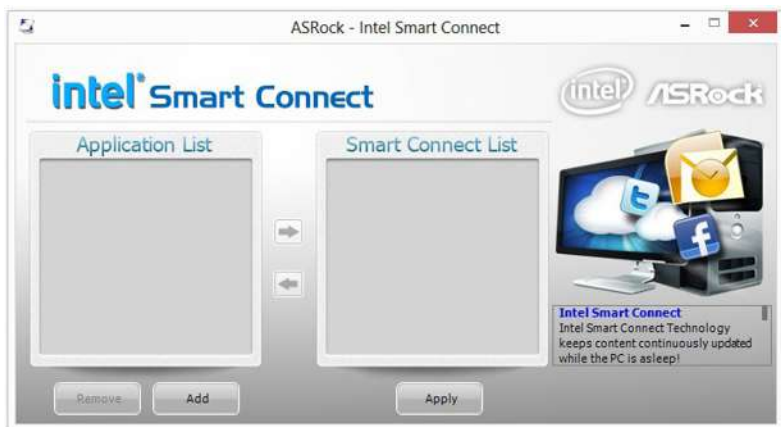 ASRock - Intel Smart Connect
intel® Smart Connect
intel ASRock
Application List
Smart Connect List
Intel Smart Connect
Intel Smart Connect Technology
keeps content continuously updated
while the PC is asleep!
Remove
Add
Apply